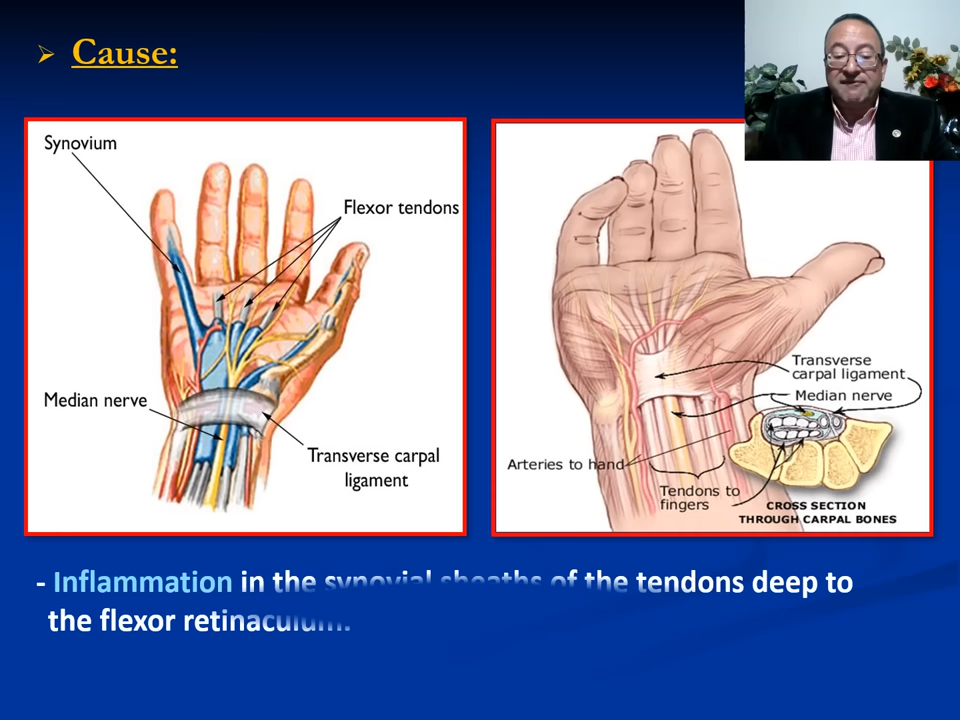 Cause:
Synovium
Flexor tendons
Median nerve
Transverse carpal
ligament
Transverse
carpal ligament
Median nerve
Arteries to hand
Tendons to
fingers
CROSS SECTION
THROUGH CARPAL BONES
- Inflammation in the synovial sheaths of the tendons deep to
the flexor retinaculum.